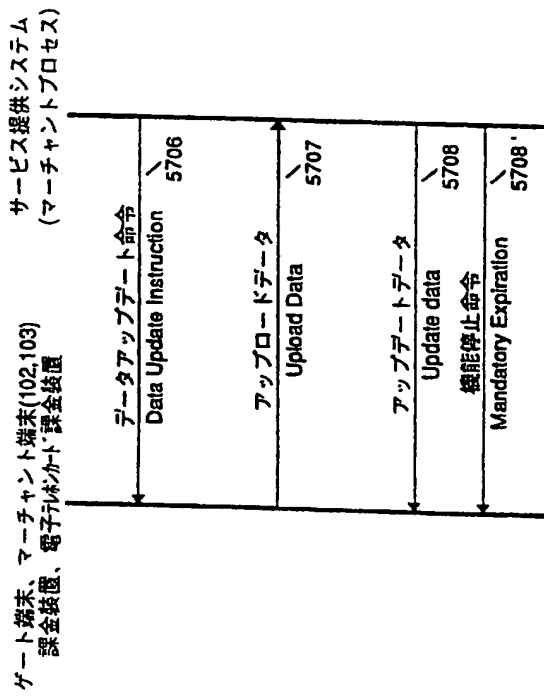 ゲート端末、マーチャント端末(102,103)
課金装置、電子テレホンカード課金装置
サービス提供システム
(マーチャントプロセス)
データアップデート命令
Data Update Instruction
5706
アップロードデータ
Upload Data
5707
アップデートデータ
Update data
5708
機能停止命令
Mandatory Expiration
5708'